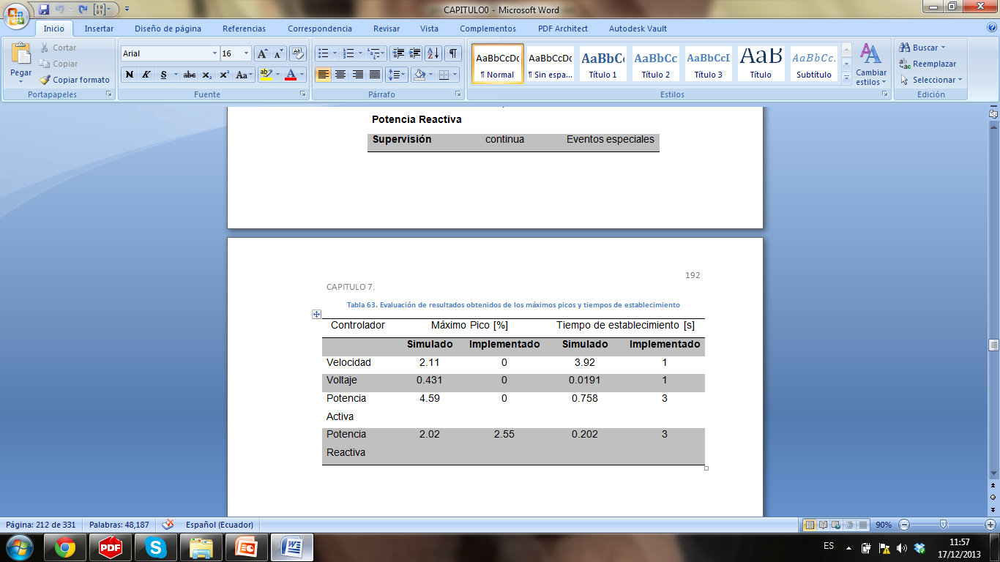 CAPITULO0 - Microsoft Word
Inicio Insertar Diseño de página Referencias Correspondencia Revisar Vista Complementos PDF Architect Autodesk Vault
Pegar
Cortar
Copiar
Copiar formato
Portapapeles
Arial 16
N K S abc x₂ x² Aa
Fuente
Párrafo
AaBbCcDc AaBbCcDc AaBbC AaBbCc AaBbCcI AaB AaBbCc.
¶ Normal ¶ Sin espa... Título 1 Título 2 Título 3 Título Subtítulo
Cambiar
estilos
Estilos
Buscar
Reemplazar
Seleccionar
Edición
Potencia Reactiva
Supervisión continua Eventos especiales
192
CAPITULO 7.
Tabla 63. Evaluación de resultados obtenidos de los máximos picos y tiempos de establecimiento
Controlador Máximo Pico [%] Tiempo de establecimiento [s]
Simulado Implementado Simulado Implementado
Velocidad 2.11 0 3.92 1
Voltaje 0.431 0 0.0191 1
Potencia 4.59 0 0.758 3
Activa
Potencia 2.02 2.55 0.202 3
Reactiva
Página: 212 de 331 Palabras: 48,187 Español (Ecuador) 90%
PDF
ES
11:57
17/12/2013